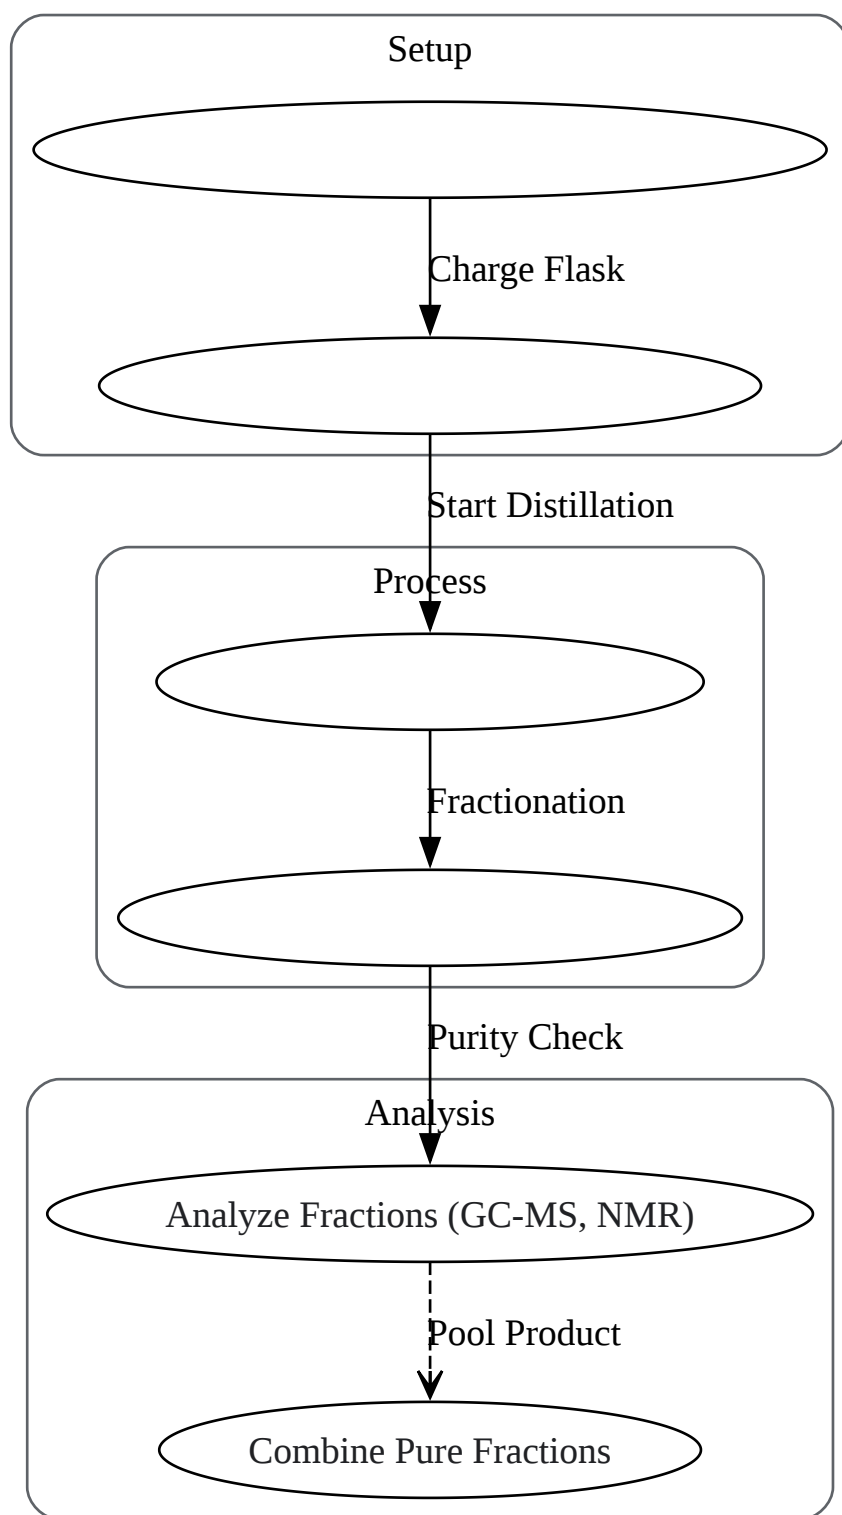 Setup
Charge Flask
Start Distillation
Process
Fractionation
Purity Check
Analysis
Analyze Fractions (GC-MS, NMR)
Pool Product
Combine Pure Fractions